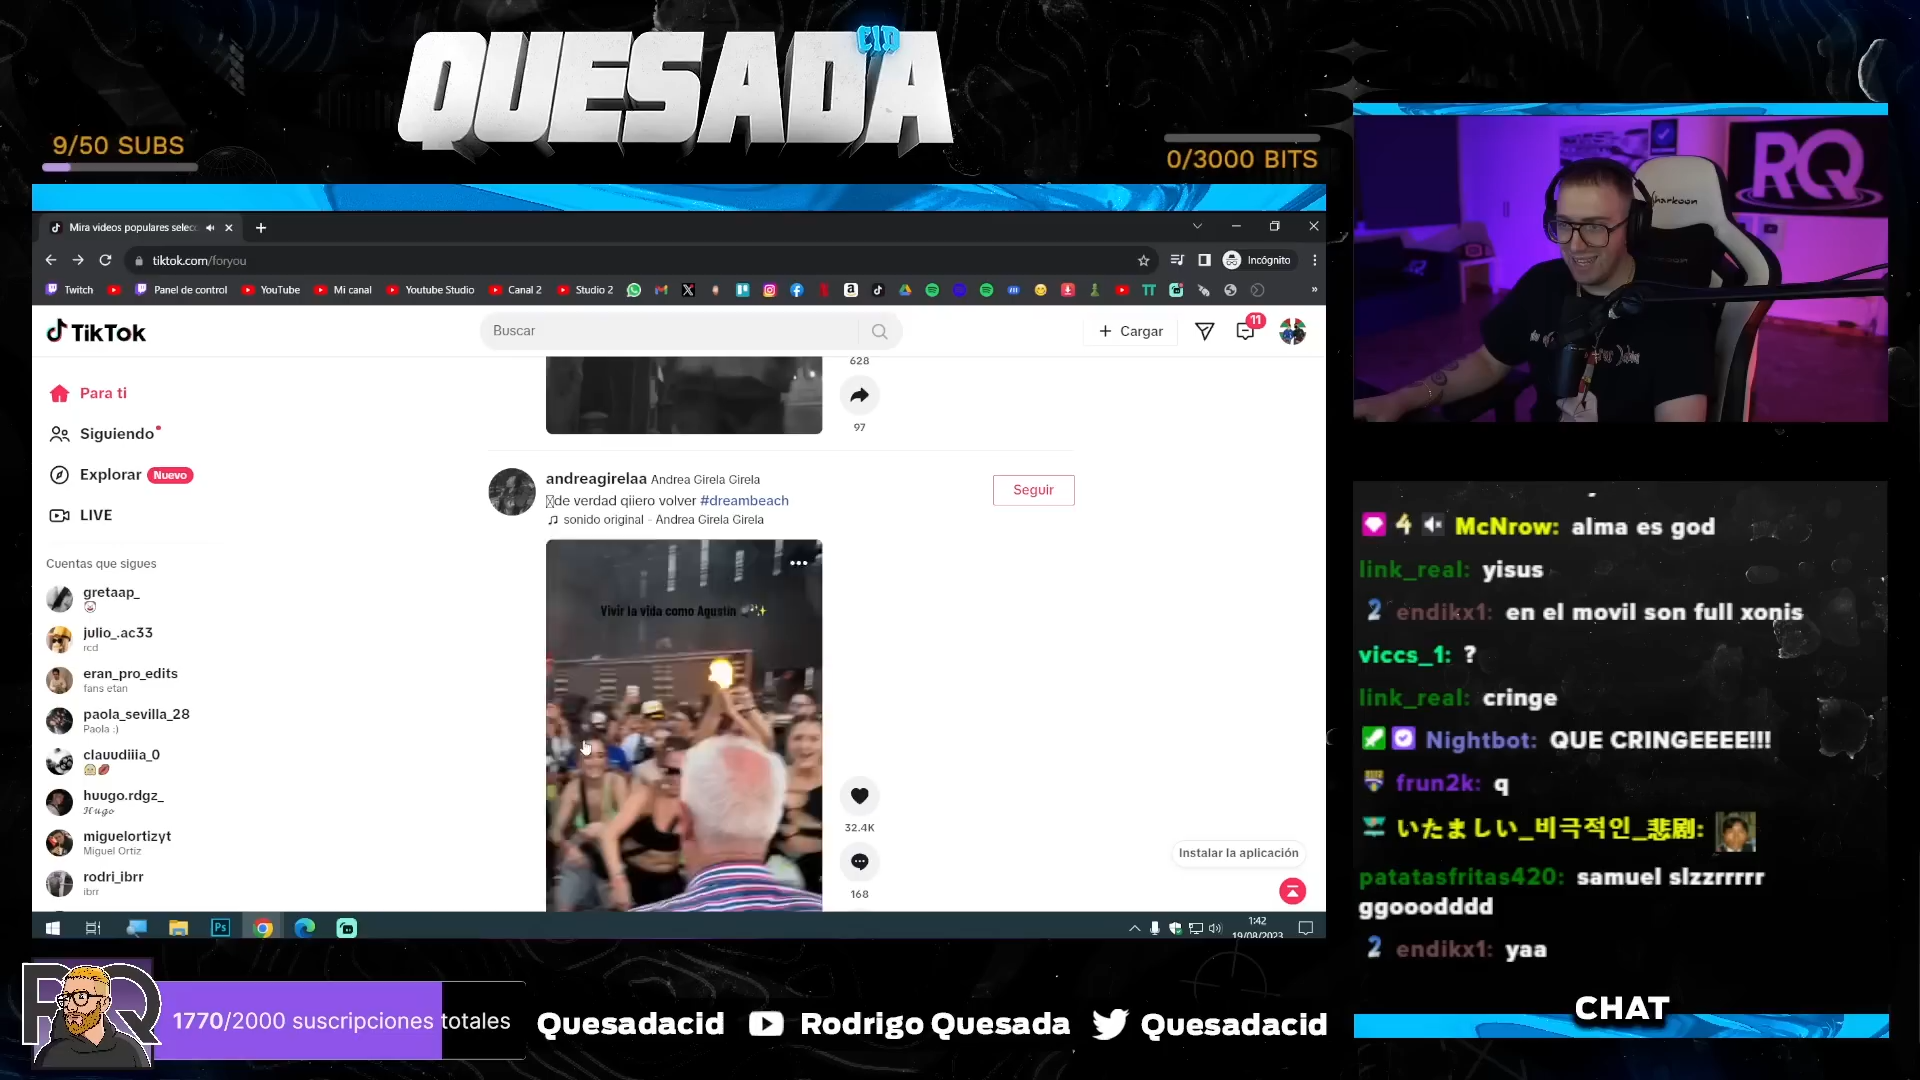 QUESADA
CID
9/50 SUBS
0/3000 BITS
Mira videos populares selecc
tiktok.com/foryou
Incógnito
Twitch
Panel de control
YouTube
Mi canal
Youtube Studio
Canal 2
Studio 2
TikTok
Buscar
Cargar
11
Para ti
Siguiendo
Explorar Nuevo
LIVE
Cuentas que sigues
gretaap_
julio_.ac33
rcd
eran_pro_edits
fans etan
paola_sevilla_28
Paola :)
clauudiiia_0
huugo.rdgz_
Hugo
miguelortizyt
Miguel Ortiz
rodri_ibrr
ibrr
628
97
andreagirelaa Andrea Girela Girela
de verdad qiiero volver #dreambeach
sonido original - Andrea Girela Girela
Seguir
Vivir la vida como Agustín
32.4K
168
Instalar la aplicación
Ps
1:42
19/08/2023
RQ
Sharkoon
4 McNrow: alma es god
link_real: yisus
2 endikx1: en el movil son full xonis
viccs_1: ?
link_real: cringe
Nightbot: QUE CRINGEEEE!!!
frun2k: q
いたましい_비극적인_悲劇:
patatasfritas420: samuel slzzrrrrr
ggooodddd
2 endikx1: yaa
CHAT
RQ
1770/2000 suscripciones totales
Quesadacid
Rodrigo Quesada
Quesadacid